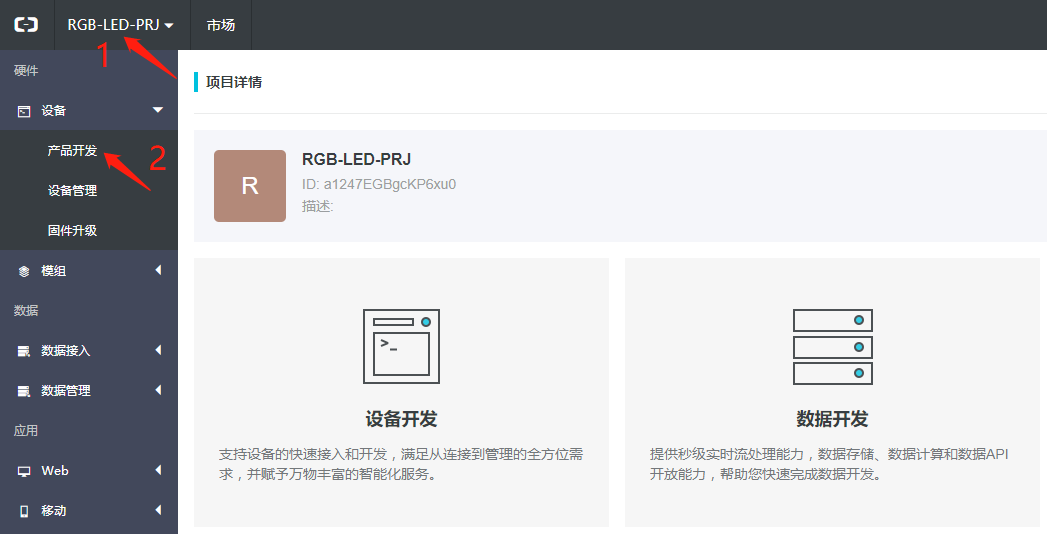 RGB-LED-PRJ
市场
1
硬件
设备
产品开发
2
设备管理
固件升级
模组
数据
数据接入
数据管理
应用
Web
移动
项目详情
R
RGB-LED-PRJ
ID: a1247EGBgcKP6xu0
描述:
>_
设备开发
支持设备的快速接入和开发，满足从连接到管理的全方位需
求，并赋予万物丰富的智能化服务。
数据开发
提供秒级实时流处理能力，数据存储、数据计算和数据API
开放能力，帮助您快速完成数据开发。